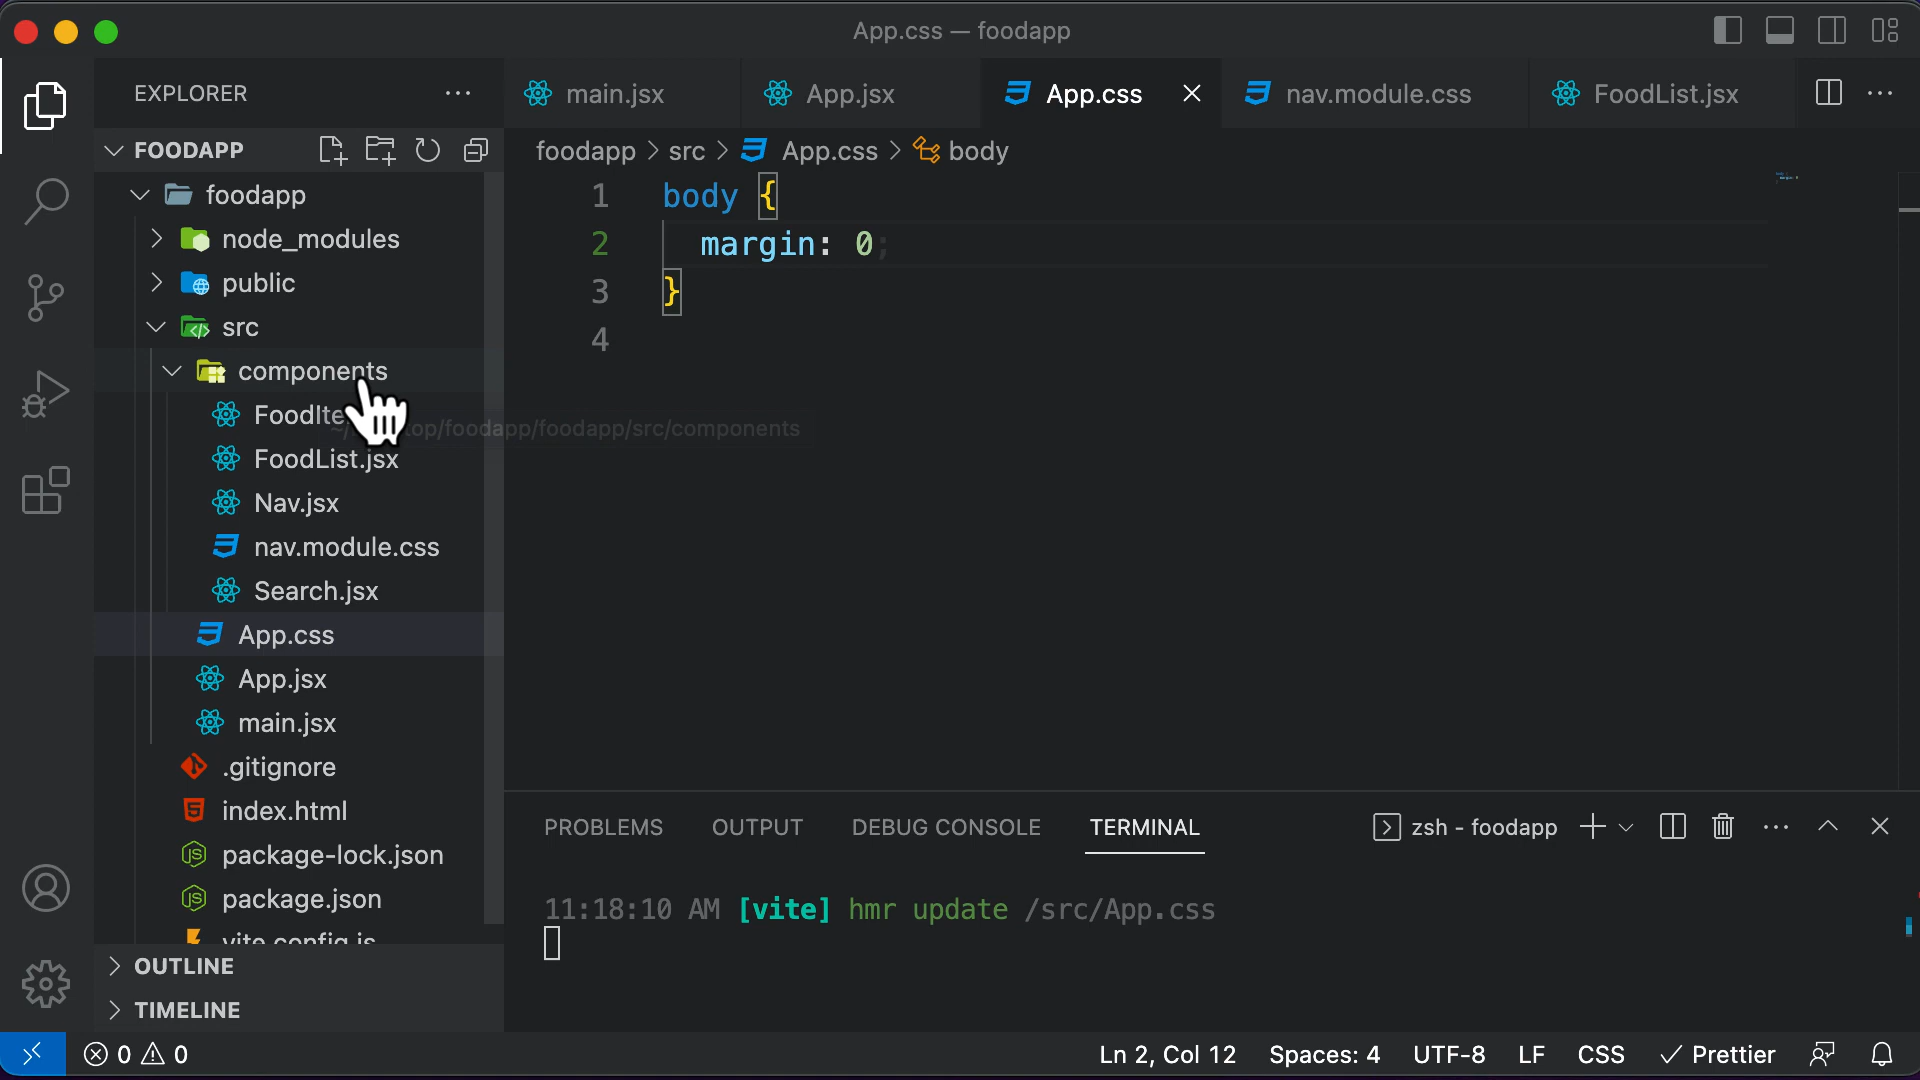 App.css — foodapp
EXPLORER
main.jsx
App.jsx
App.css
nav.module.css
FoodList.jsx
FOODAPP
foodapp > src > App.css > body
foodapp
node_modules
public
src
components
FoodList.jsx
Nav.jsx
nav.module.css
Search.jsx
App.css
App.jsx
main.jsx
.gitignore
index.html
package-lock.json
package.json
vite.config.js
OUTLINE
TIMELINE
1 body {
2 margin: 0;
3 }
4
PROBLEMS
OUTPUT
DEBUG CONSOLE
TERMINAL
zsh - foodapp
11:18:10 AM [vite] hmr update /src/App.css
0 0
Ln 2, Col 12
Spaces: 4
UTF-8
LF
CSS
Prettier